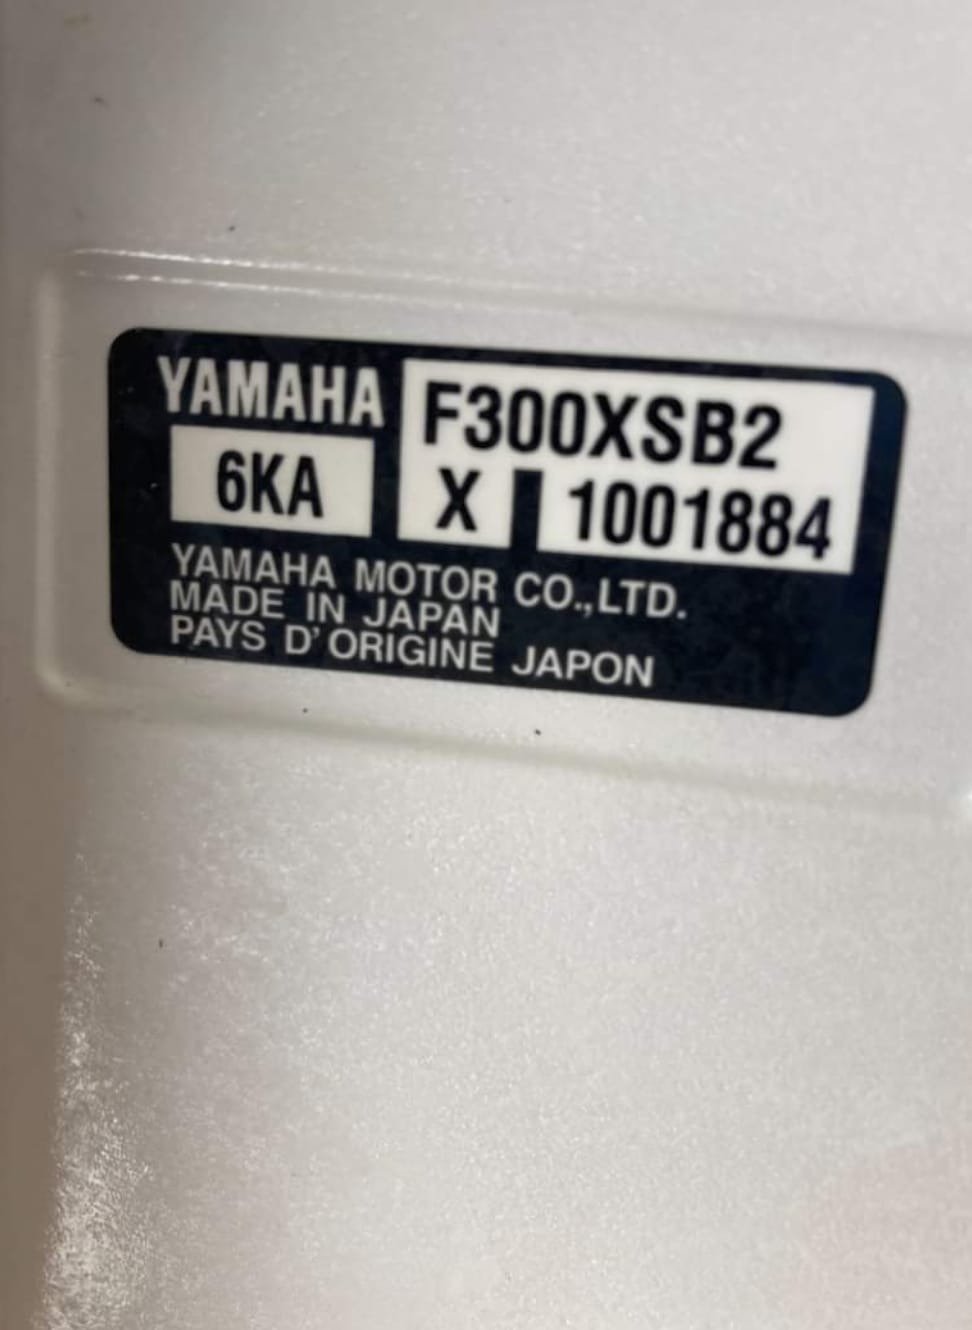 YAMAHA F300XSB2
6KA X 1001884
YAMAHA MOTOR CO.,LTD.
MADE IN JAPAN
PAYS D'ORIGINE JAPON